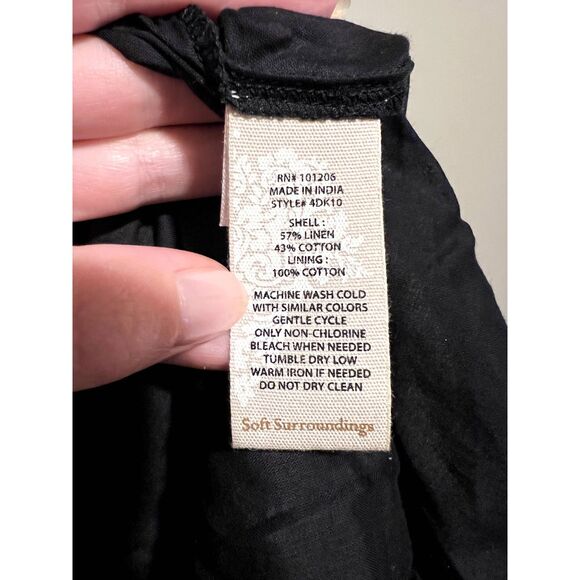 RN# 101206
MADE IN INDIA
STYLE# 4DK10
SHELL :
57% LINEN
43% COTTON
LINING :
100% COTTON
MACHINE WASH COLD
WITH SIMILAR COLORS
GENTLE CYCLE
ONLY NON-CHLORINE
BLEACH WHEN NEEDED
TUMBLE DRY LOW
WARM IRON IF NEEDED
DO NOT DRY CLEAN
Soft Surroundings